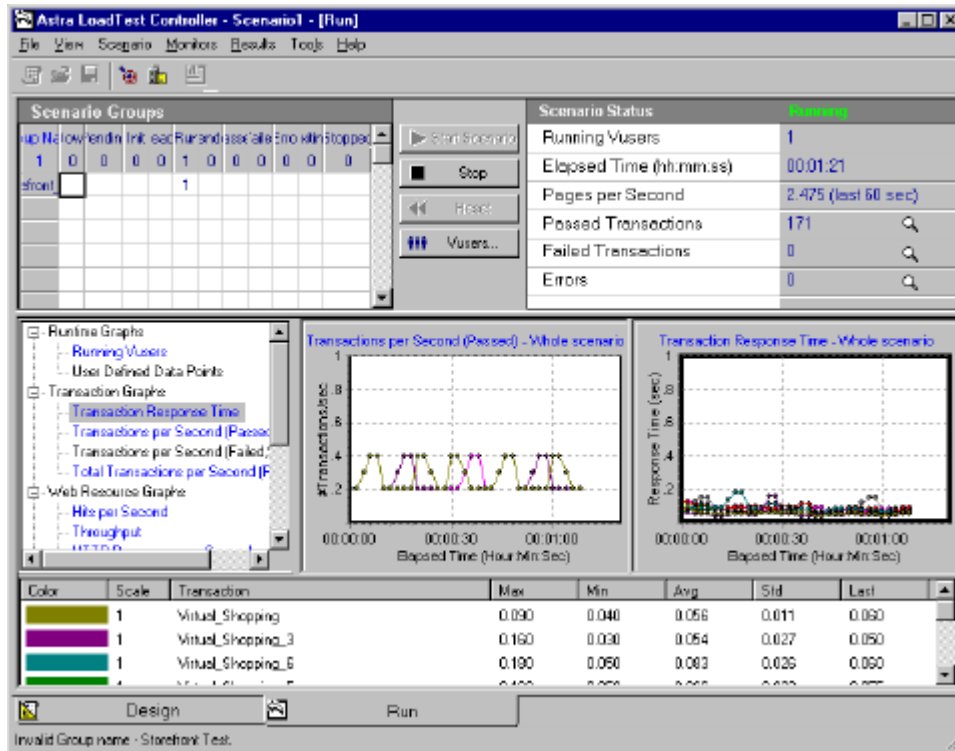 Astra LoadTest Controller - Scenario1 - [Run]
File View Scenario Monitors Results Tools Help
Scenario Groups
Scenario Status Running
Start Scenario
Stop
Reset
Vusers...
Running Vusers 1
Elapsed Time (hh:mm:ss) 00:01:21
Pages per Second 2.475 (last 60 sec)
Passed Transactions 171
Failed Transactions 0
Errors 0
1 0 0 0 0 1 0 0 0 0 0 0
efront_ 1
Runtime Graphs
Running Vusers
User Defined Data Points
Transaction Graphs
Transaction Response Time
Transactions per Second (Passed
Transactions per Second (Failed,
Total Transactions per Second (F
Web Resource Graphs
Hits per Second
Throughput
Transactions per Second (Passed) - Whole scenario
#Transactions/sec
1
.8
.6
.4
.2
00:00:00 00:00:30 00:01:00
Elapsed Time (Hour:Min:Sec)
Transaction Response Time - Whole scenario
Response Time (sec)
1
.8
.6
.4
.2
00:00:00 00:00:30 00:01:00
Elapsed Time (Hour:Min:Sec)
Color Scale Transaction Max Min Avg Std Last
1 Virtual_Shopping 0.090 0.040 0.056 0.011 0.060
1 Virtual_Shopping_3 0.160 0.030 0.054 0.027 0.050
1 Virtual_Shopping_6 0.180 0.050 0.083 0.026 0.060
Design Run
Invalid Group name - Storefront Test.